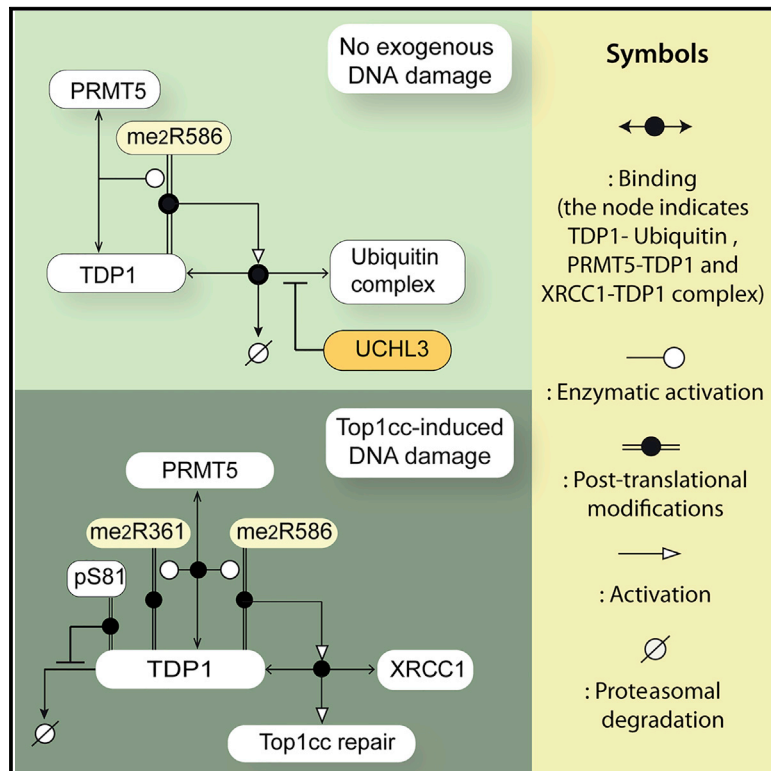 No exogenous
DNA damage
PRMT5
me2R586
TDP1
Ubiquitin
complex
UCHL3
Top1cc-induced
DNA damage
PRMT5
me2R361
me2R586
pS81
TDP1
XRCC1
Top1cc repair
Symbols
: Binding
(the node indicates
TDP1- Ubiquitin ,
PRMT5-TDP1 and
XRCC1-TDP1 complex)
: Enzymatic activation
: Post-translational
modifications
: Activation
: Proteasomal
degradation